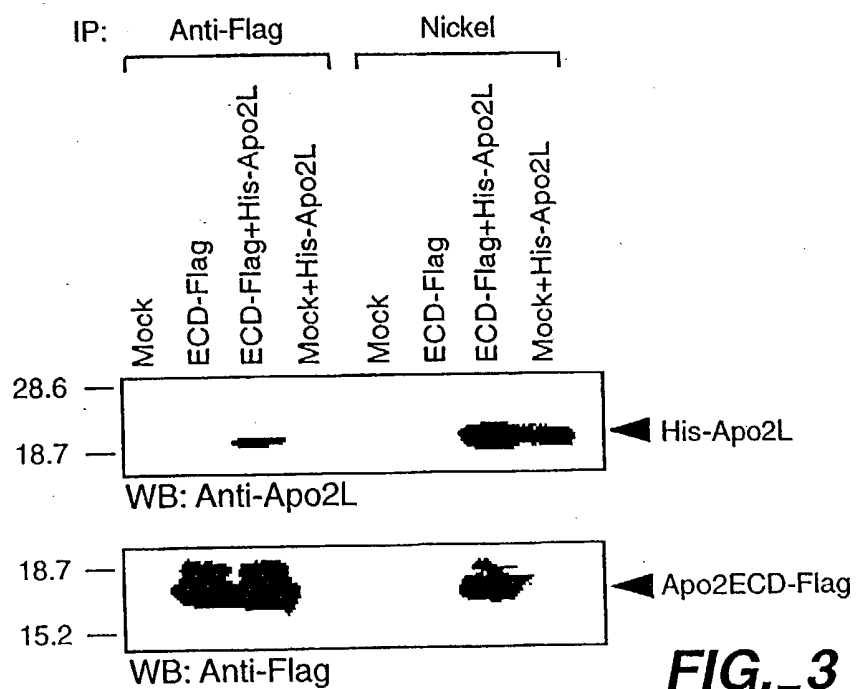 IP: Anti-Flag Nickel
Mock
ECD-Flag
ECD-Flag+His-Apo2L
Mock+His-Apo2L
Mock
ECD-Flag
ECD-Flag+His-Apo2L
Mock+His-Apo2L
28.6
18.7
His-Apo2L
WB: Anti-Apo2L
18.7
15.2
Apo2ECD-Flag
WB: Anti-Flag
FIG._3